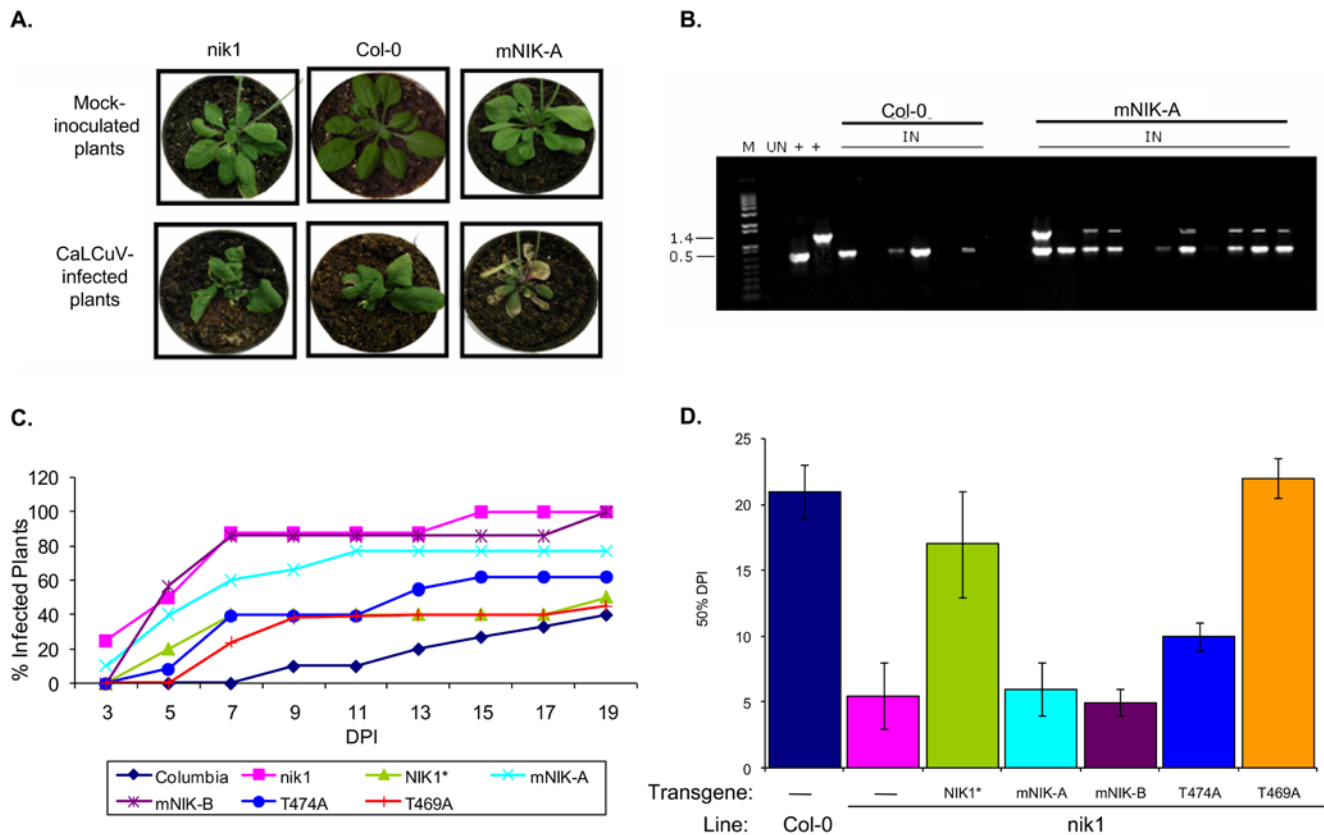 A.
nik1 Col-0 mNIK-A
Mock-
inoculated
plants
CaLCuV-
infected
plants
B.
Col-0 mNIK-A
IN IN
M UN + +
1.4
0.5
C.
% Infected Plants
120
100
80
60
40
20
0
3 5 7 9 11 13 15 17 19
DPI
Columbia nik1 NIK1* mNIK-A
mNIK-B T474A T469A
D.
50% DPI
25
20
15
10
5
0
Transgene: — — NIK1* mNIK-A mNIK-B T474A T469A
Line: Col-0 nik1